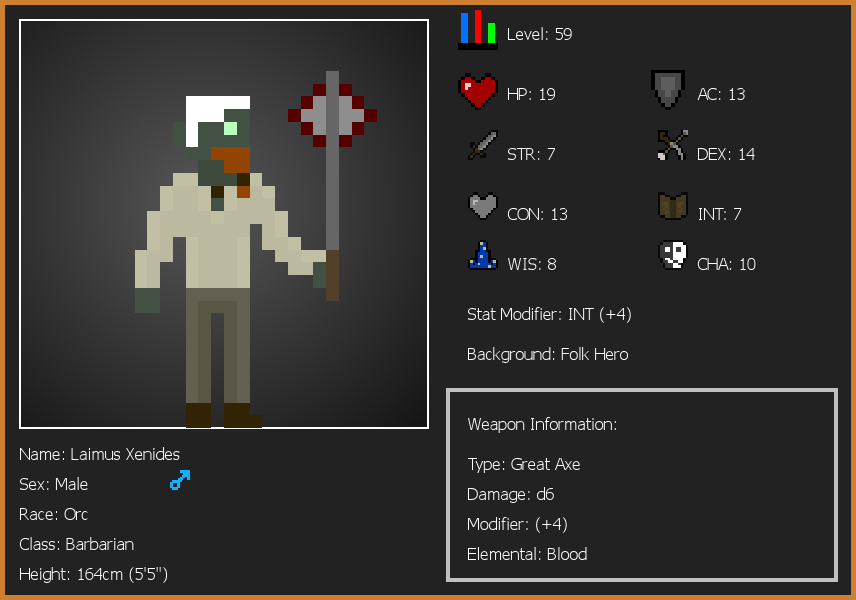 Level: 59
HP: 19
AC: 13
STR: 7
DEX: 14
CON: 13
INT: 7
WIS: 8
CHA: 10
Stat Modifier: INT (+4)
Background: Folk Hero
Weapon Information:
Type: Great Axe
Damage: d6
Modifier: (+4)
Elemental: Blood
Name: Laimus Xenides
Sex: Male
Race: Orc
Class: Barbarian
Height: 164cm (5'5")